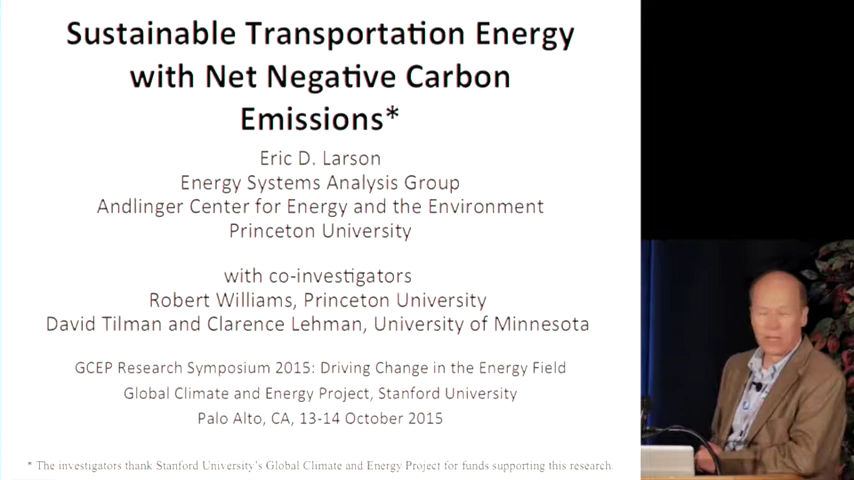 Sustainable Transportation Energy
with Net Negative Carbon
Emissions*
Eric D. Larson
Energy Systems Analysis Group
Andlinger Center for Energy and the Environment
Princeton University
with co-investigators
Robert Williams, Princeton University
David Tilman and Clarence Lehman, University of Minnesota
GCEP Research Symposium 2015: Driving Change in the Energy Field
Global Climate and Energy Project, Stanford University
Palo Alto, CA, 13-14 October 2015
* The investigators thank Stanford University's Global Climate and Energy Project for funds supporting this research.